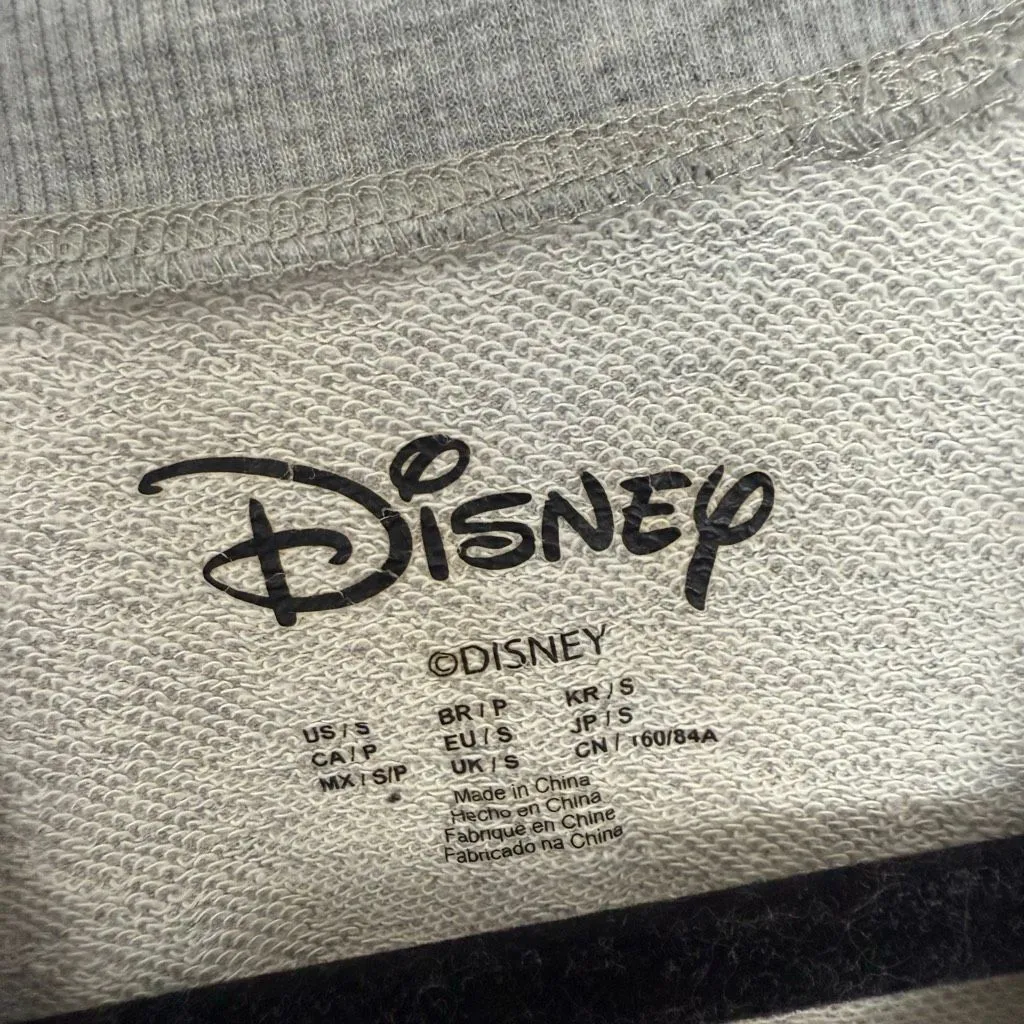 Disney
©DISNEY
US / S
CA / P
MX / S/P
BR / P
EU / S
UK / S
KR / S
JP / S
CN / 160/84A
Made in China
Hecho en China
Fabriqué en Chine
Fabricado na China